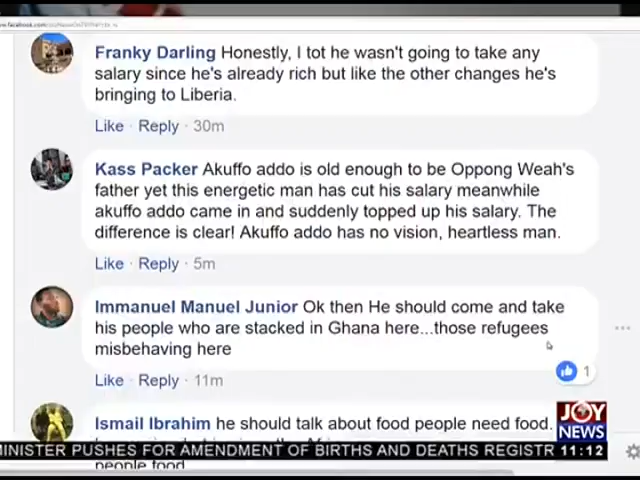 Franky Darling Honestly, I tot he wasn't going to take any
salary since he's already rich but like the other changes he's
bringing to Liberia.
Like · Reply · 30m
Kass Packer Akuffo addo is old enough to be Oppong Weah's
father yet this energetic man has cut his salary meanwhile
akuffo addo came in and suddenly topped up his salary. The
difference is clear! Akuffo addo has no vision, heartless man.
Like · Reply · 5m
Immanuel Manuel Junior Ok then He should come and take
his people who are stacked in Ghana here...those refugees
misbehaving here
1
Like · Reply · 11m
Ismail Ibrahim he should talk about food people need food.
JOY
NEWS
MINISTER PUSHES FOR AMENDMENT OF BIRTHS AND DEATHS REGISTR 11:12
people food